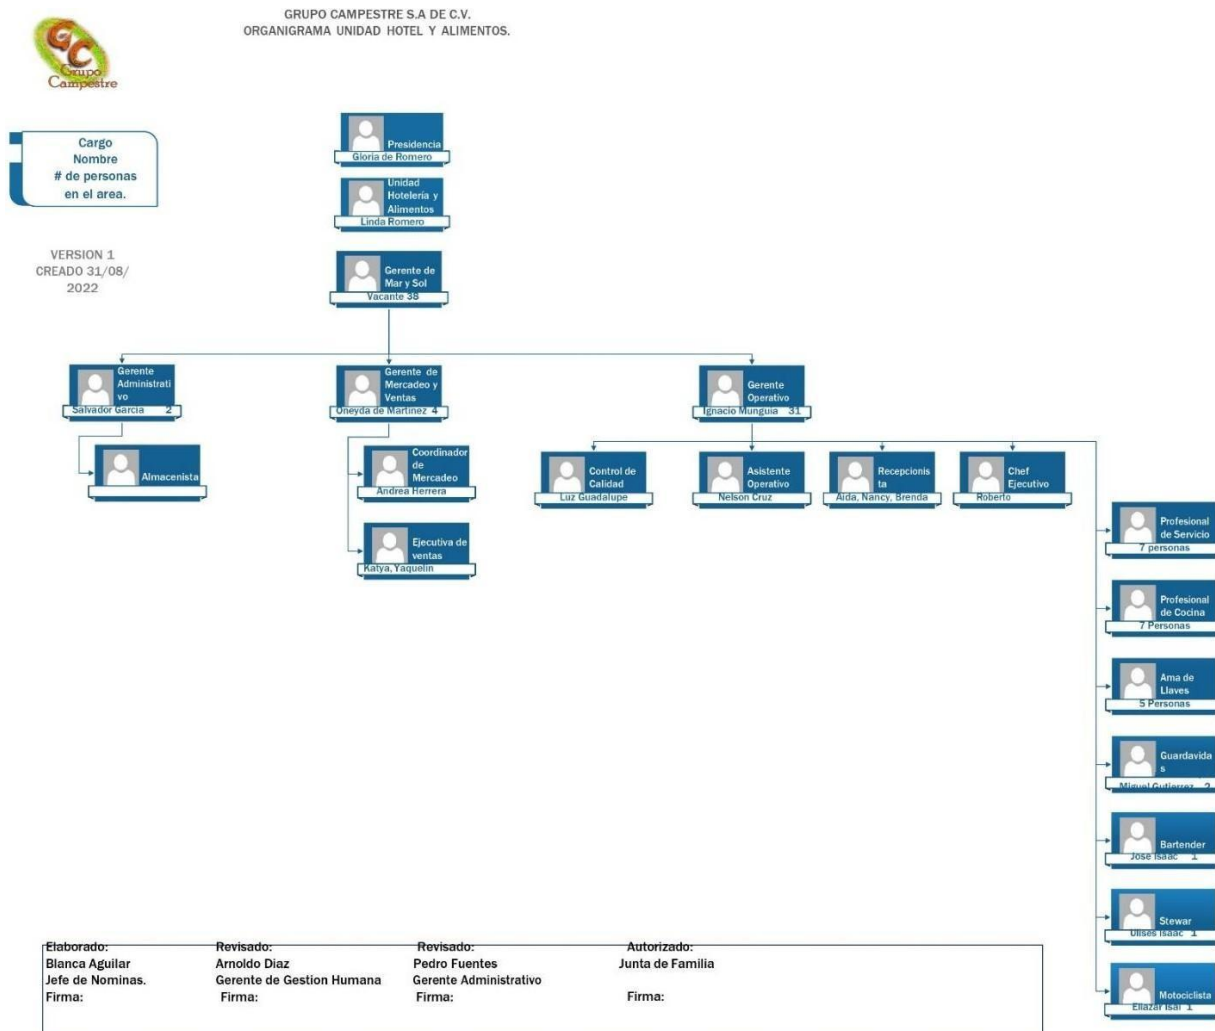 GRUPO CAMPESTRE S.A DE C.V.
ORGANIGRAMA UNIDAD HOTEL Y ALIMENTOS.
GC
Grupo
Campestre
Cargo
Nombre
# de personas
en el area.
VERSION 1
CREADO 31/08/
2022
Presidencia
Gloria de Romero
Unidad
Hotelería y
Alimentos
Linda Romero
Gerente de
Mar y Sol
Vacante 38
Gerente
Administrati
vo
Salvador Garcia 2
Almacenista
Gerente de
Mercadeo y
Ventas
Oneyda de Martinez 4
Coordinador
de
Mercadeo
Andrea Herrera
Ejecutiva de
ventas
Katya, Yaquelin
Gerente
Operativo
Ignacio Munguia 31
Control de
Calidad
Luz Guadalupe
Asistente
Operativo
Nelson Cruz
Recepcionis
ta
Aida, Nancy, Brenda
Chef
Ejecutivo
Roberto
Profesional
de Servicio
7 personas
Profesional
de Cocina
7 Personas
Ama de
Llaves
5 Personas
Guardavida
s
Miguel Gutierrez 2
Bartender
Jose Isaac 1
Stewar
Ulises Isaac 1
Motociclista
Eliazar Isai 1
Elaborado:
Blanca Aguilar
Jefe de Nominas.
Firma:
Revisado:
Arnoldo Diaz
Gerente de Gestion Humana
Firma:
Revisado:
Pedro Fuentes
Gerente Administrativo
Firma:
Autorizado:
Junta de Familia
Firma: